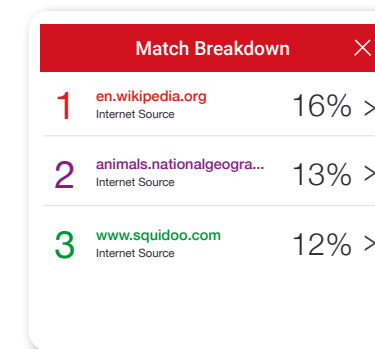 Match Breakdown
1 en.wikipedia.org 16% >
Internet Source
2 animals.nationalgeogra... 13% >
Internet Source
3 www.squidoo.com 12% >
Internet Source